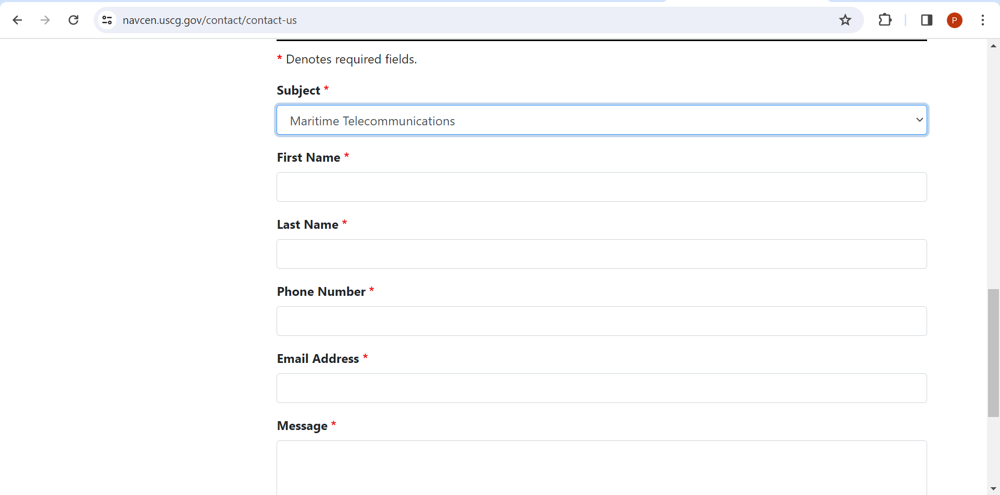 navcen.uscg.gov/contact/contact-us
P
* Denotes required fields.
Subject *
Maritime Telecommunications
First Name *
Last Name *
Phone Number *
Email Address *
Message *